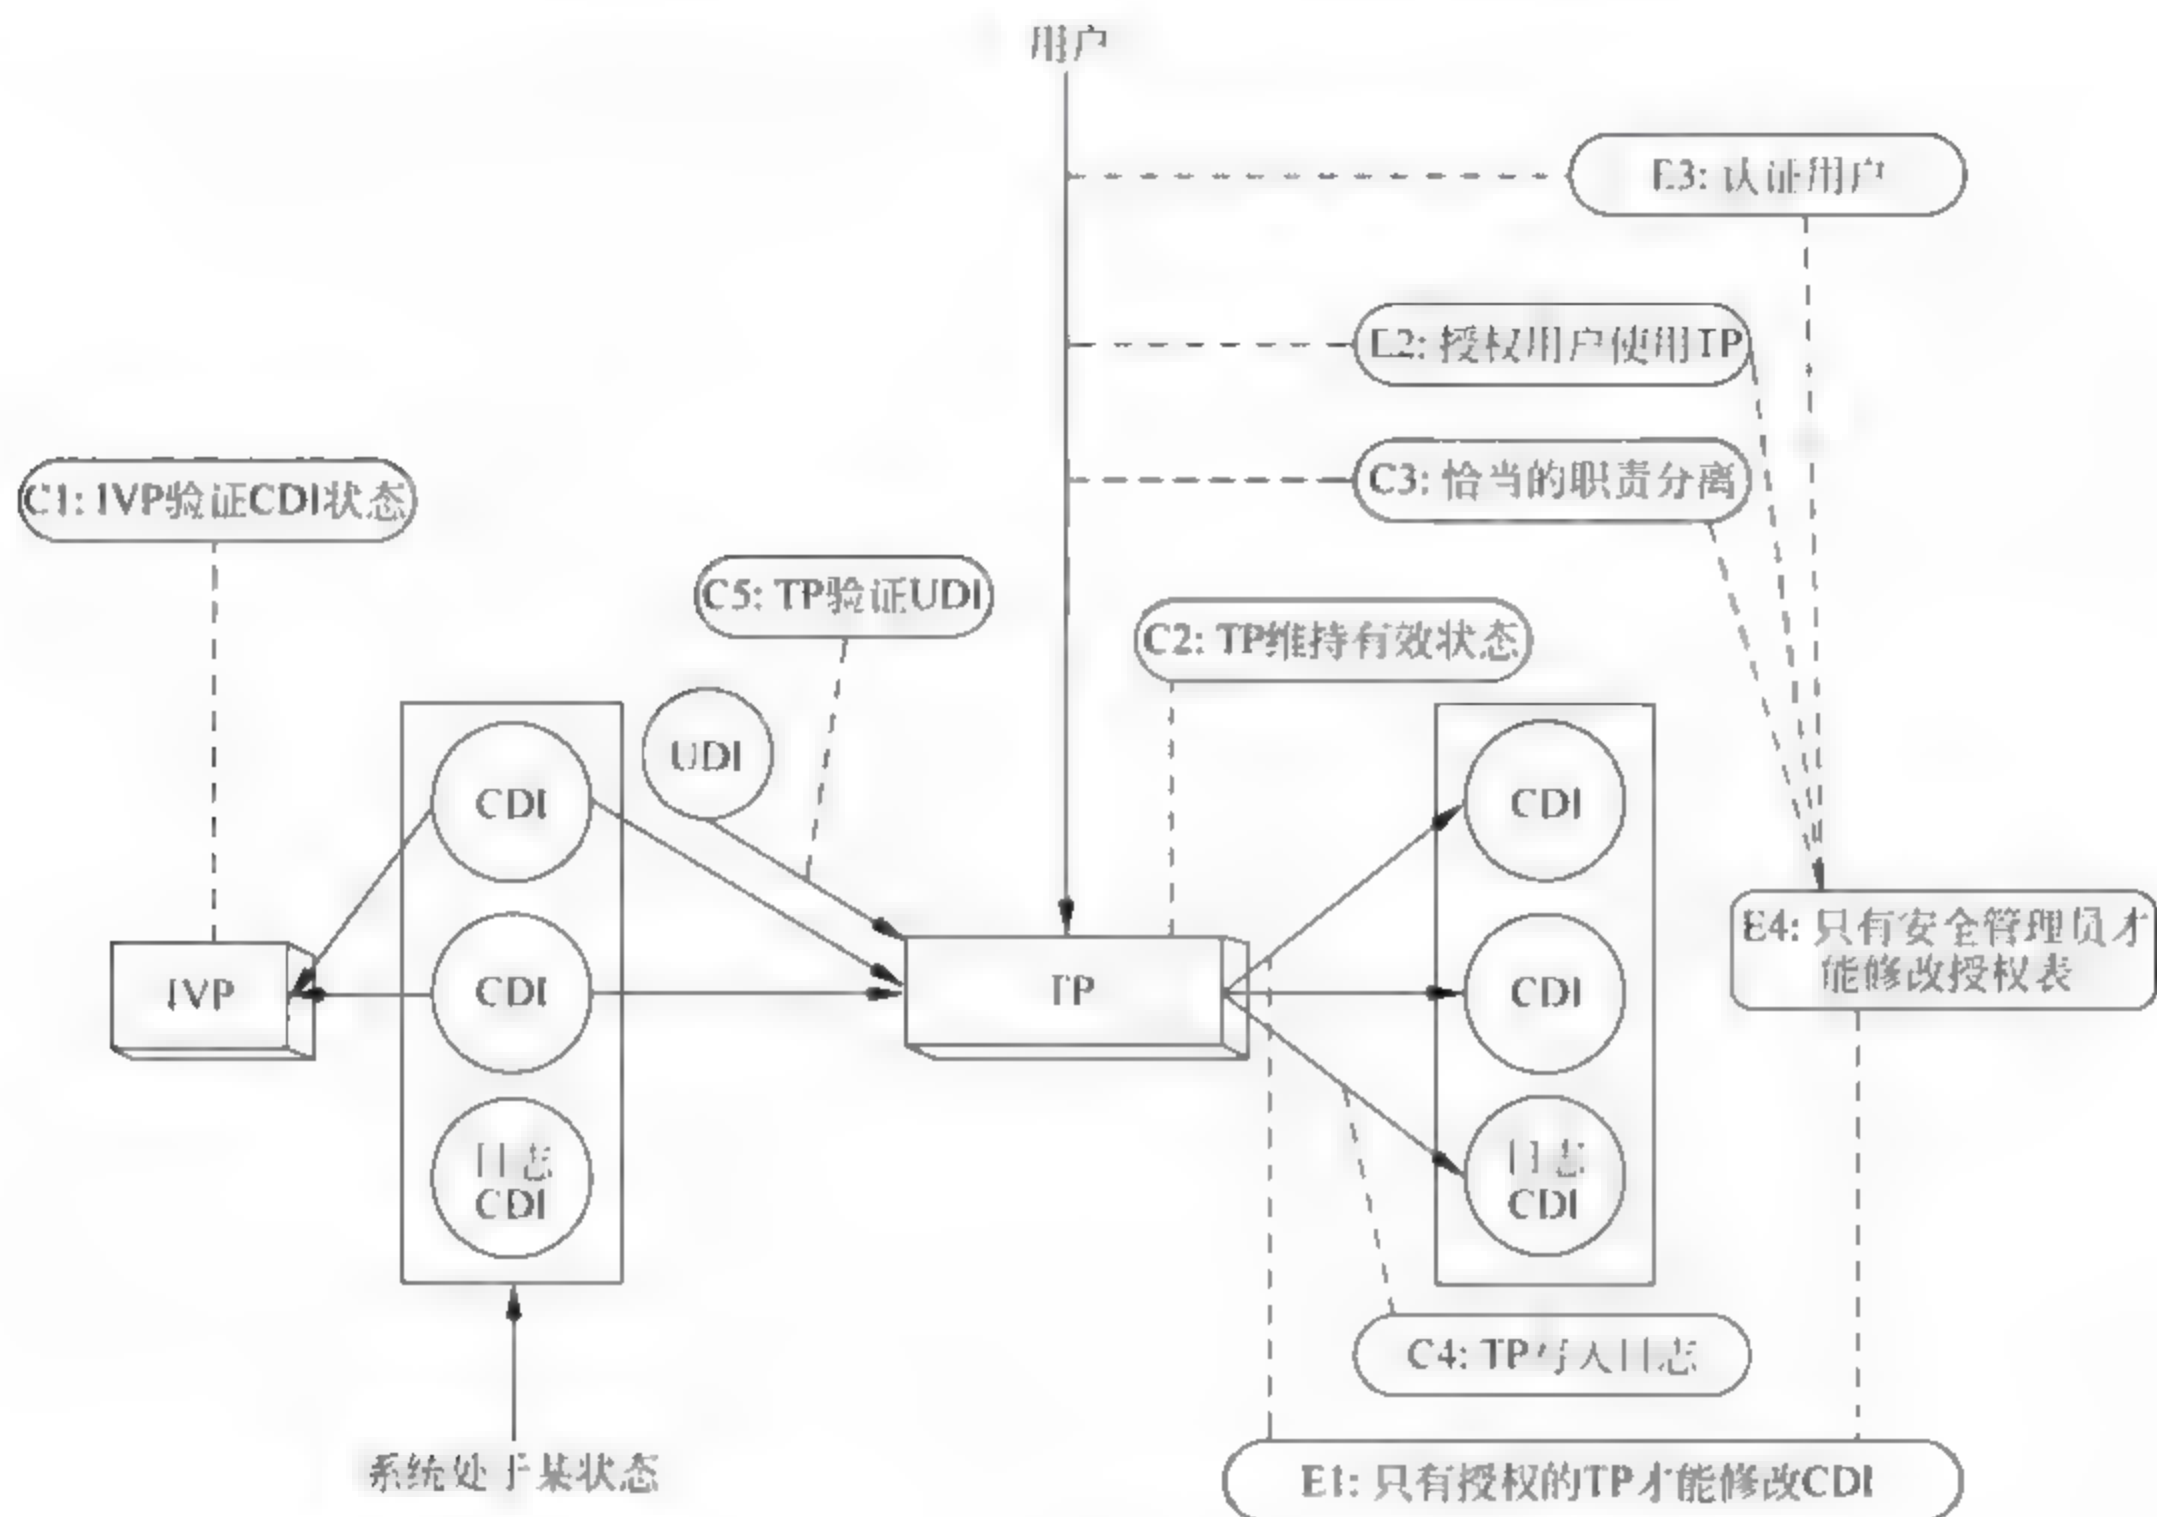 用户
E3: 认证用户
E2: 授权用户使用TP
C3: 恰当的职责分离
C1: IVP验证CDI状态
C5: TP验证UDI
C2: TP维持有效状态
UDI
CDI
CDI
E4: 只有安全管理员才
能修改授权表
IVP
CDI
TP
CDI
日志
CDI
日志
CDI
C4: TP写入日志
系统处于某状态
E1: 只有授权的TP才能修改CDI